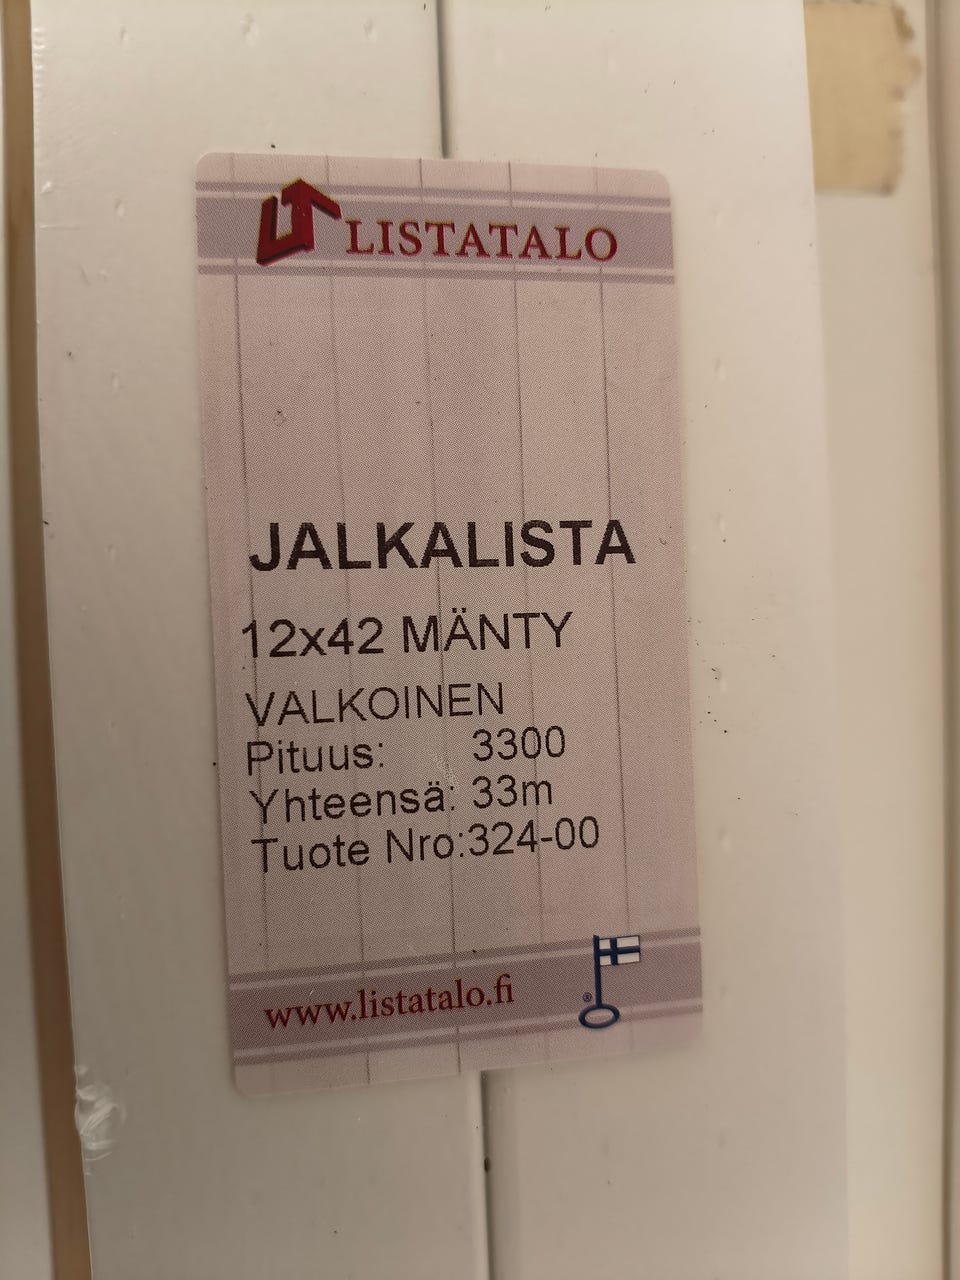 LISTATALO
JALKALISTA
12x42 MÄNTY
VALKOINEN
Pituus: 3300
Yhteensä: 33m
Tuote Nro:324-00
www.listatalo.fi
®